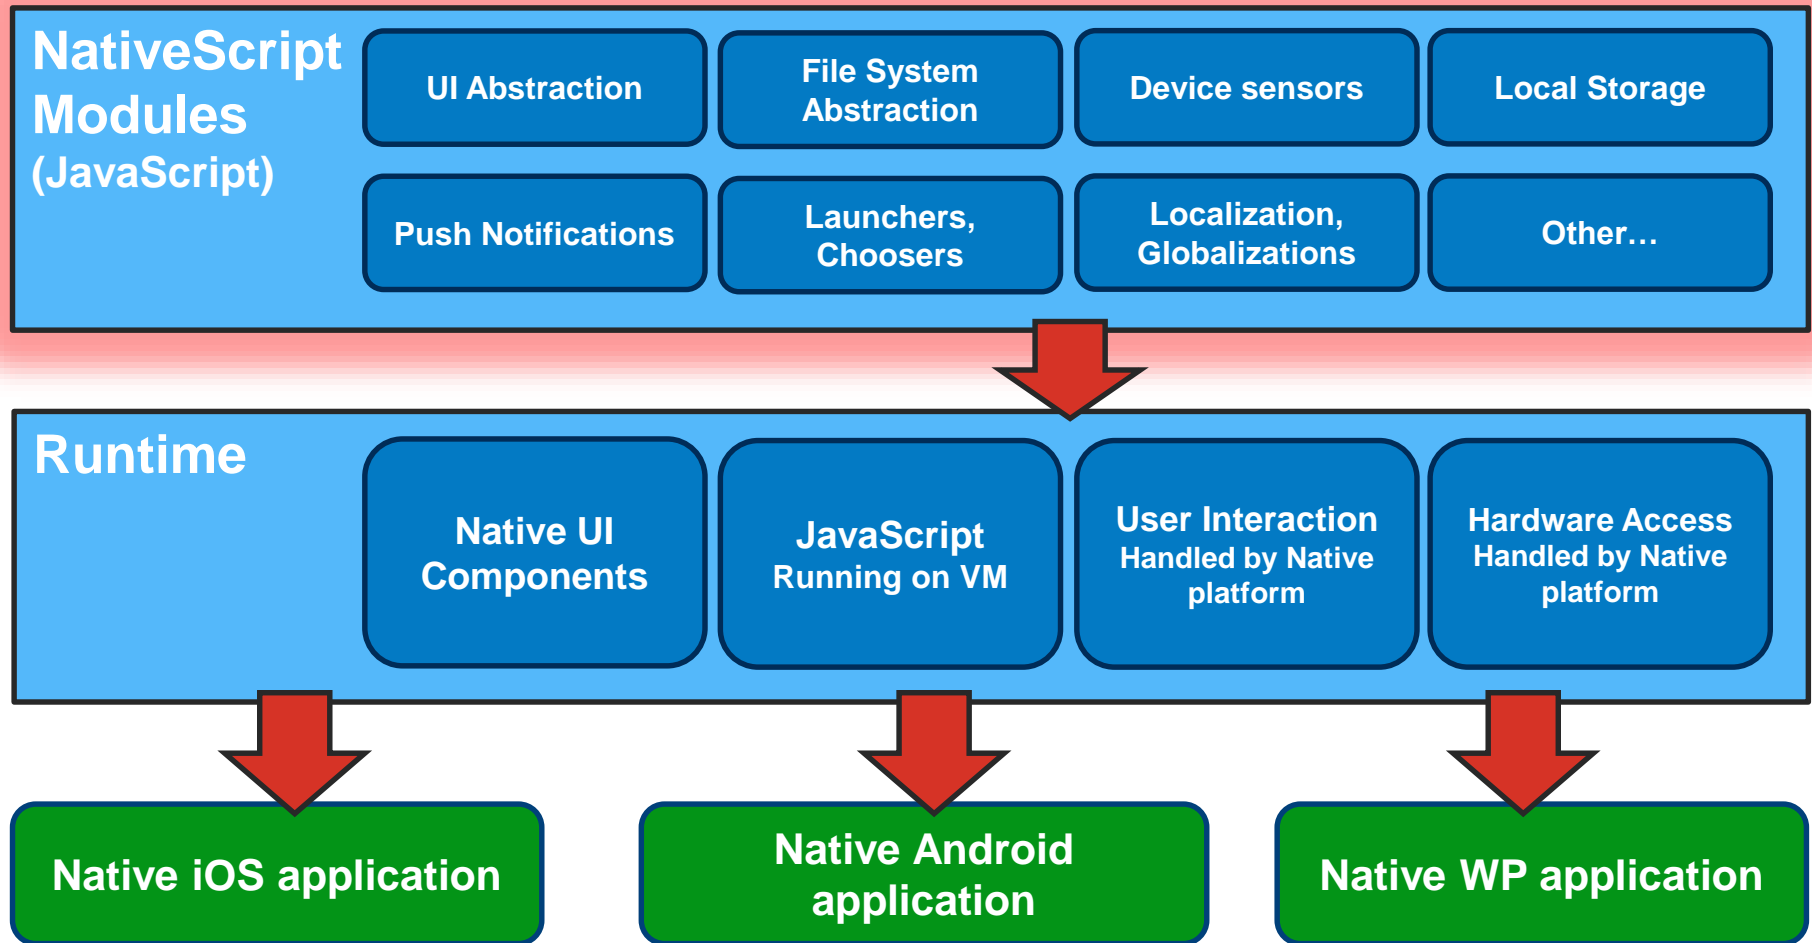 NativeScript
Modules
(JavaScript)
UI Abstraction
File System
Abstraction
Device sensors
Local Storage
Push Notifications
Launchers,
Choosers
Localization,
Globalizations
Other…
Runtime
Native UI
Components
JavaScript
Running on VM
User Interaction
Handled by Native
platform
Hardware Access
Handled by Native
platform
Native iOS application
Native Android
application
Native WP application